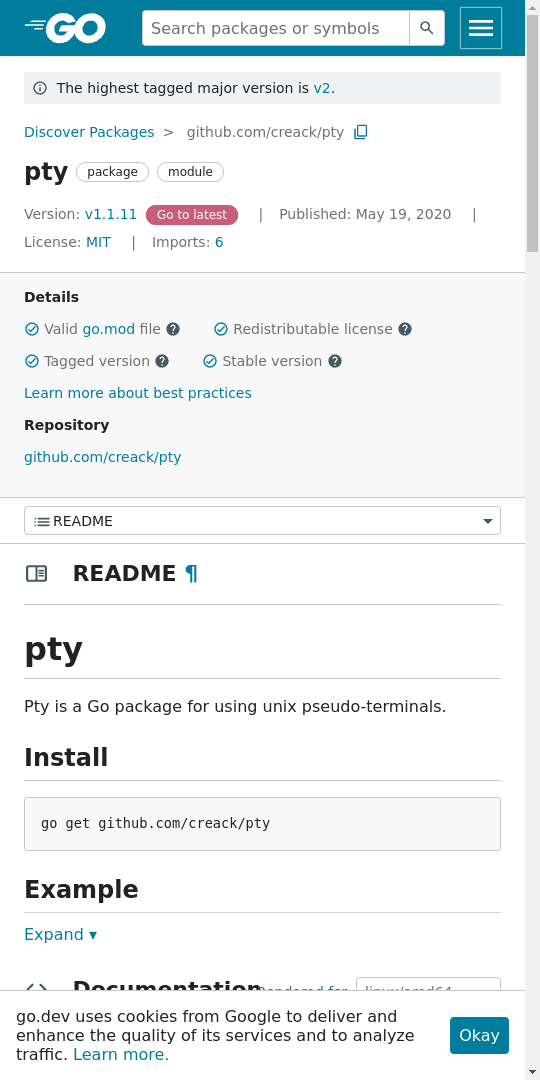 GO
Search packages or symbols
The highest tagged major version is v2.
Discover Packages > github.com/creack/pty
pty package module
Version: v1.1.11 Go to latest | Published: May 19, 2020 |
License: MIT | Imports: 6
Details
Valid go.mod file ? Redistributable license ?
Tagged version ? Stable version ?
Learn more about best practices
Repository
github.com/creack/pty
README
README ¶
pty
Pty is a Go package for using unix pseudo-terminals.
Install
go get github.com/creack/pty
Example
Expand ▾
Documentation Rendered for linux/amd64
go.dev uses cookies from Google to deliver and
enhance the quality of its services and to analyze
traffic. Learn more.
Okay